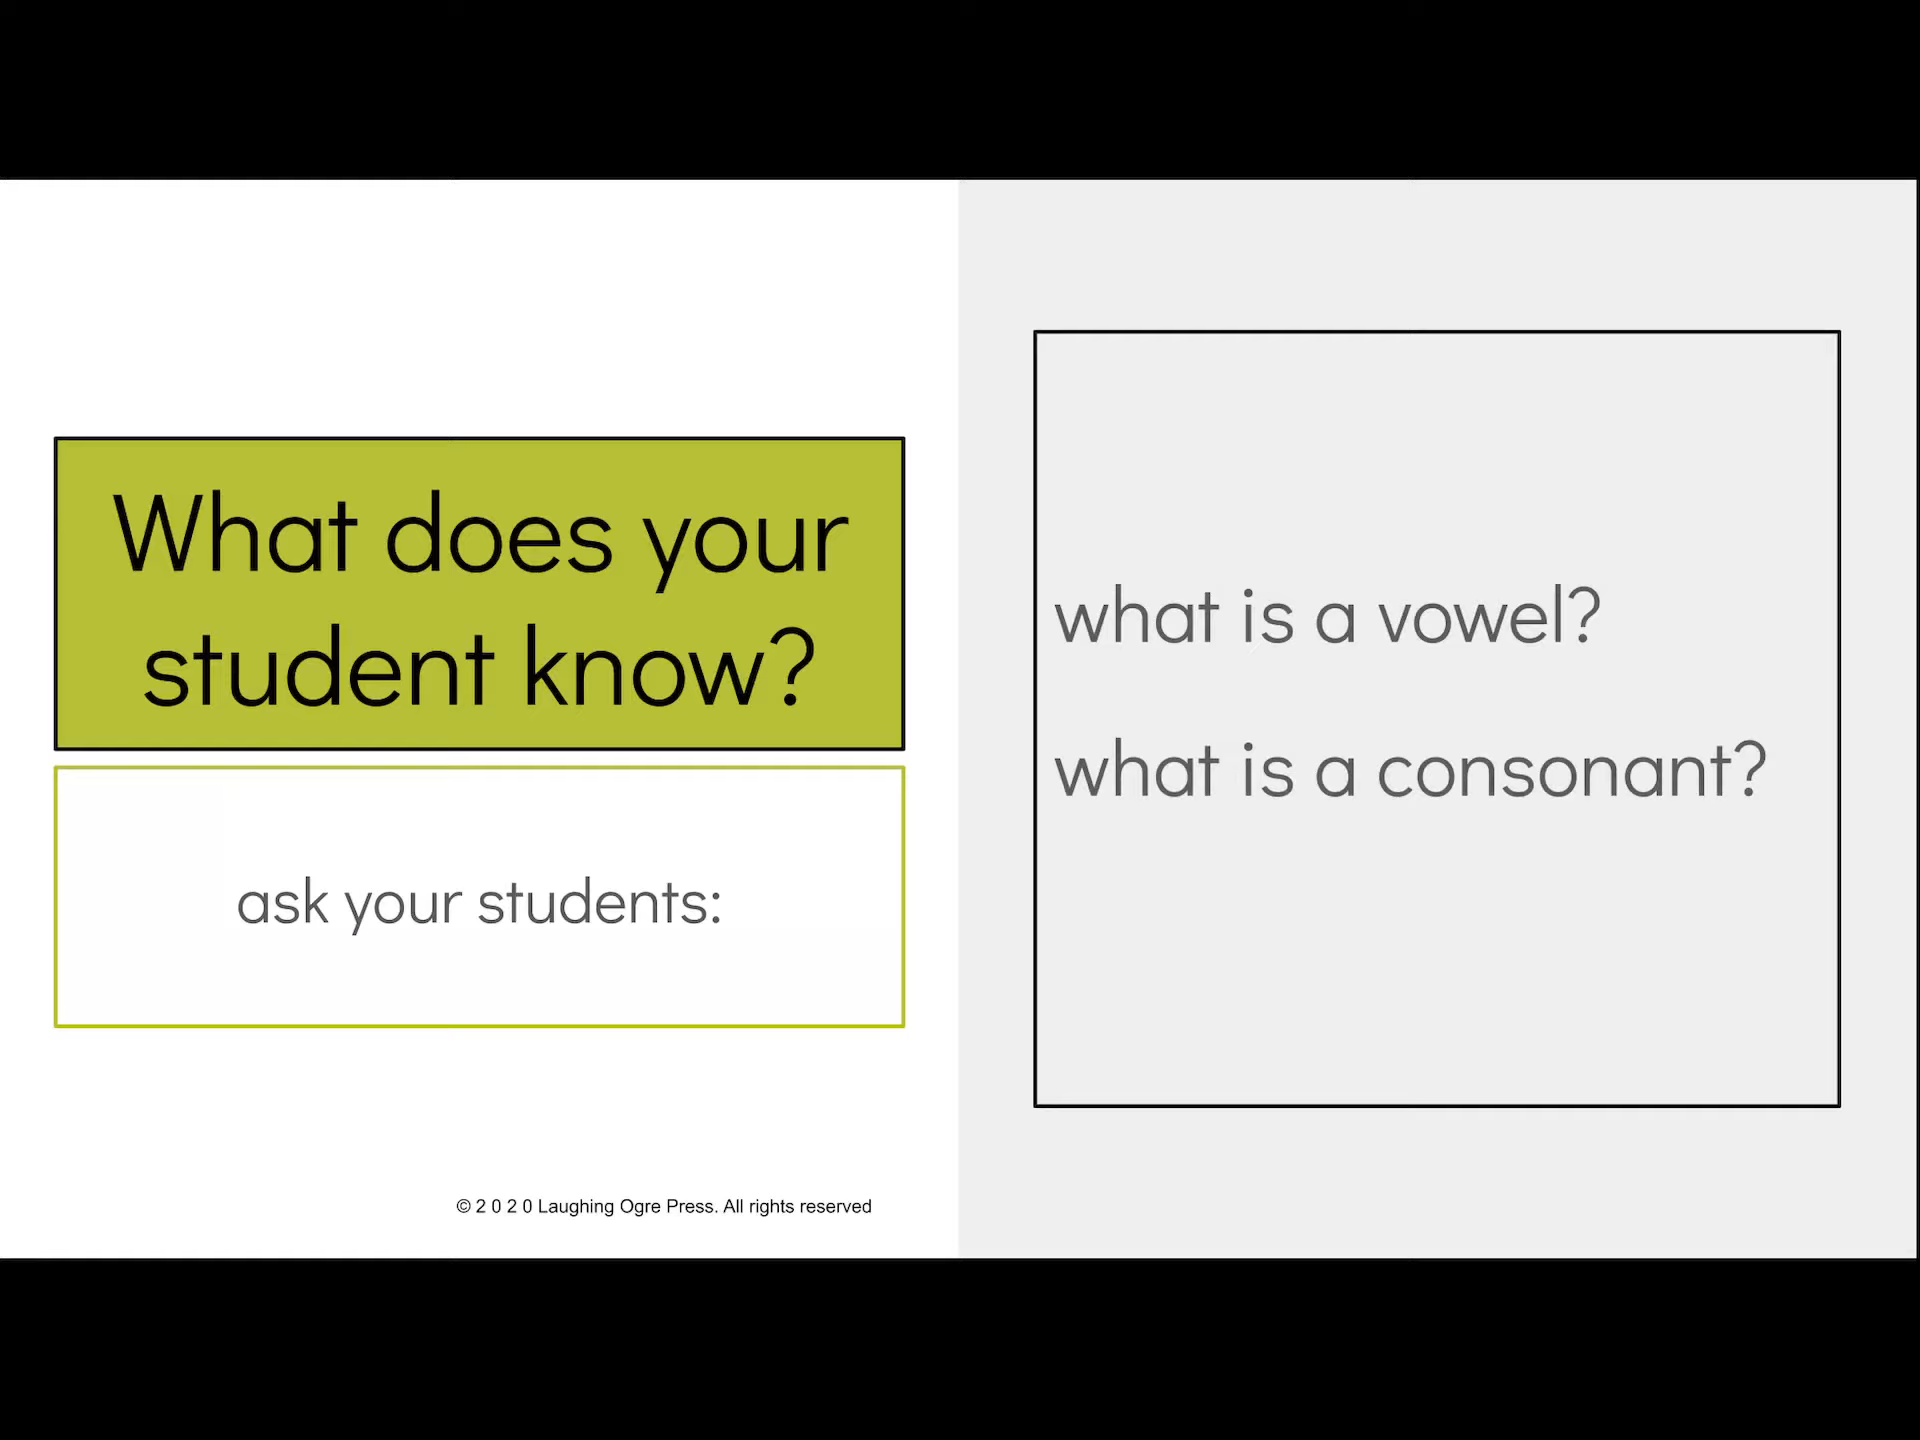 What does your
student know?
ask your students:
© 2 0 2 0 Laughing Ogre Press. All rights reserved
what is a vowel?
what is a consonant?